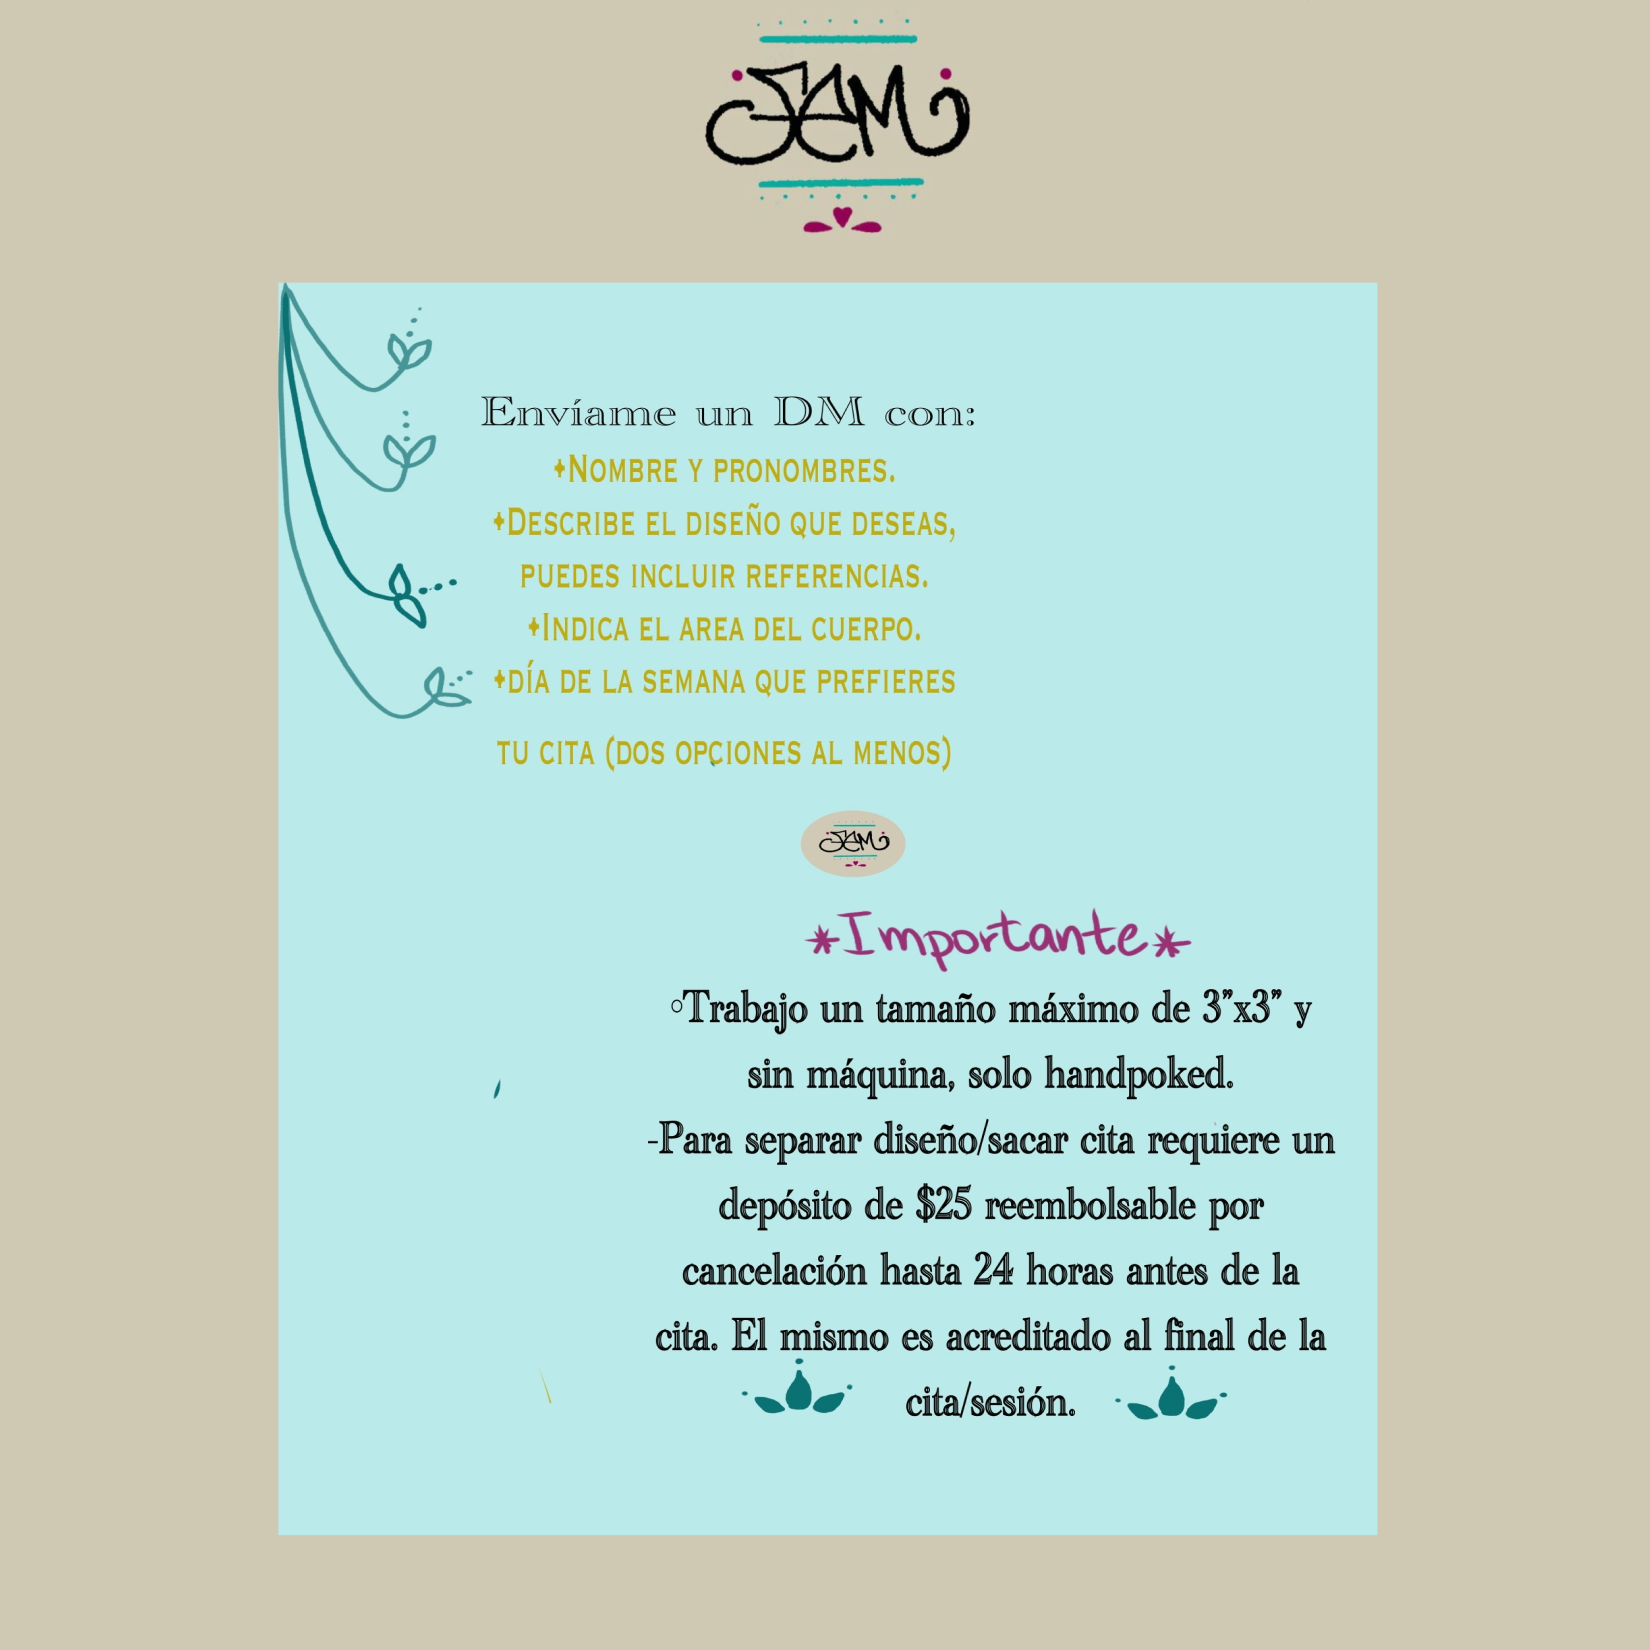 JEM
Envíame un DM con:
+Nombre y pronombres.
+Describe el diseño que deseas,
puedes incluir referencias.
+Indica el area del cuerpo.
+día de la semana que prefieres
tu cita (dos opciones al menos)
JEM
*Importante*
◦Trabajo un tamaño máximo de 3”x3” y
sin máquina, solo handpoked.
-Para separar diseño/sacar cita requiere un
depósito de $25 reembolsable por
cancelación hasta 24 horas antes de la
cita. El mismo es acreditado al final de la
cita/sesión.